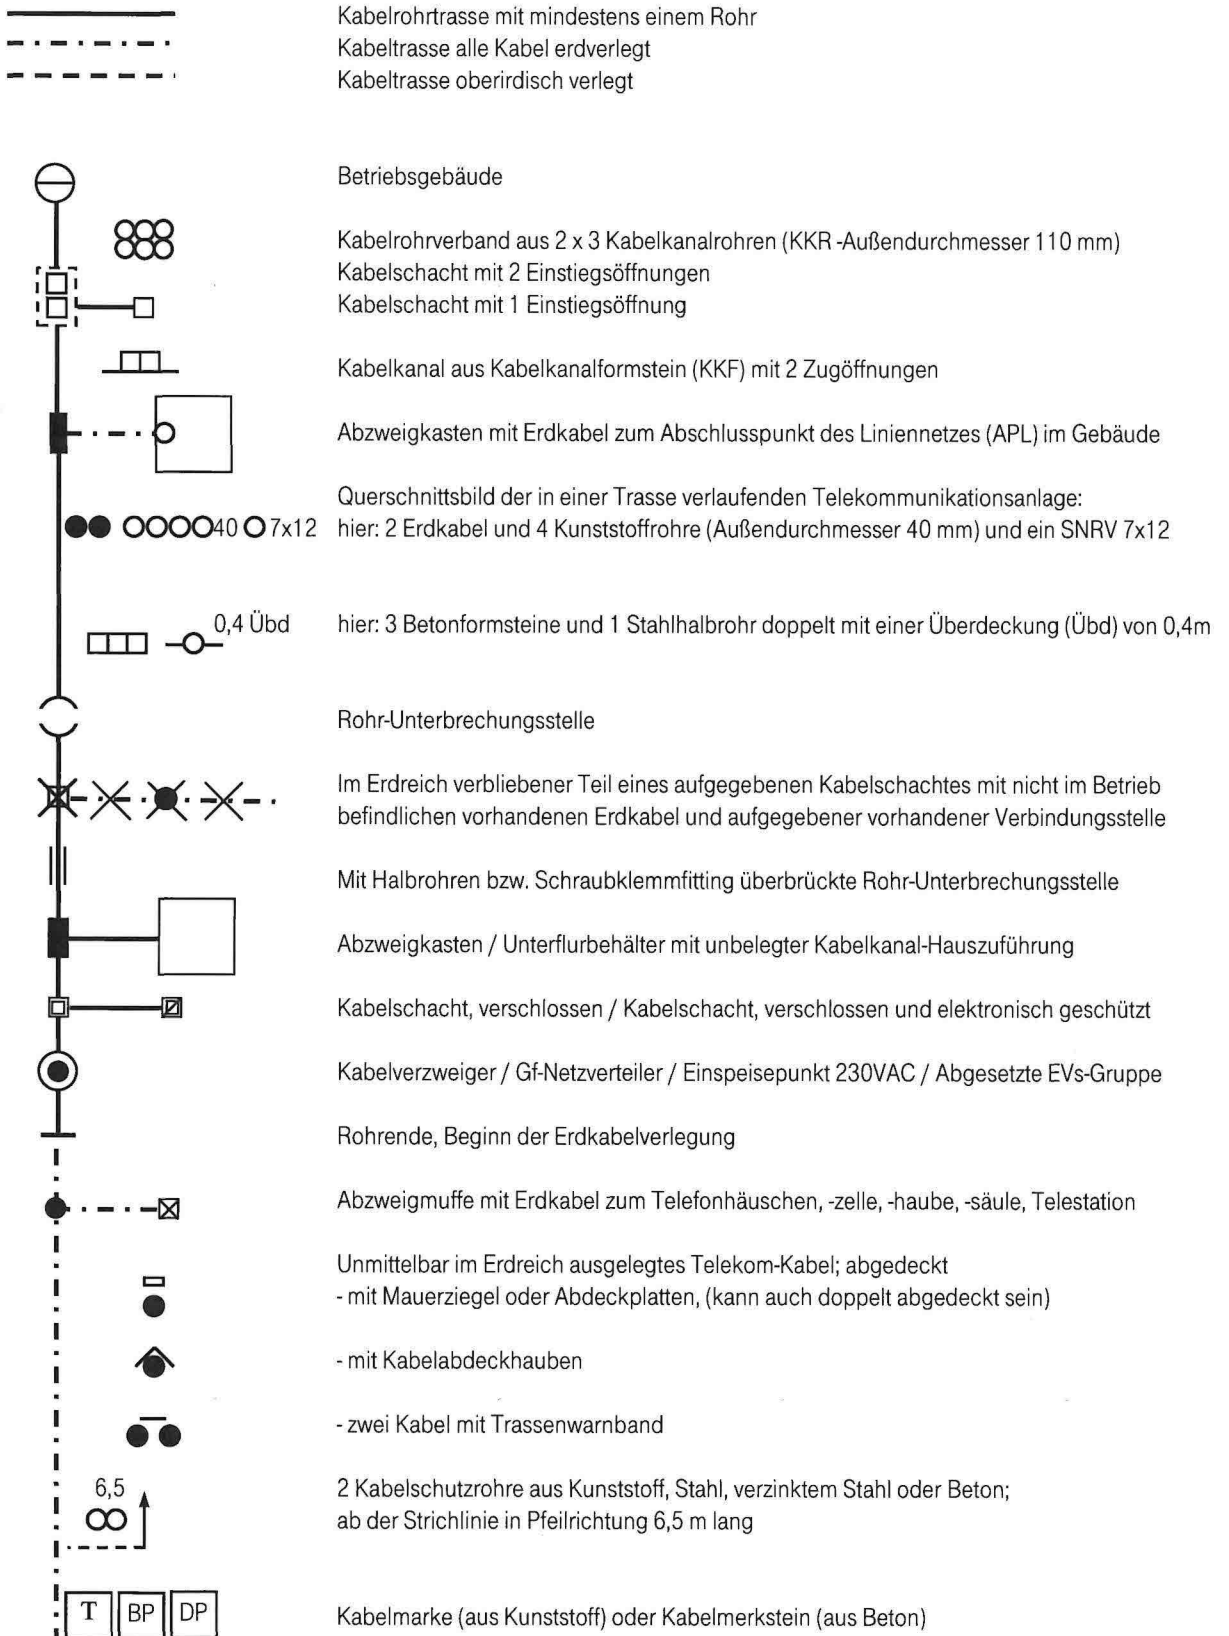 Kabelrohrtrasse mit mindestens einem Rohr
Kabeltrasse alle Kabel erdverlegt
Kabeltrasse oberirdisch verlegt
Betriebsgebäude
Kabelrohrverband aus 2 x 3 Kabelkanalrohren (KKR -Außendurchmesser 110 mm)
Kabelschacht mit 2 Einstiegsöffnungen
Kabelschacht mit 1 Einstiegsöffnung
Kabelkanal aus Kabelkanalformstein (KKF) mit 2 Zugöffnungen
Abzweigkasten mit Erdkabel zum Abschlusspunkt des Liniennetzes (APL) im Gebäude
Querschnittsbild der in einer Trasse verlaufenden Telekommunikationsanlage:
40 7x12 hier: 2 Erdkabel und 4 Kunststoffrohre (Außendurchmesser 40 mm) und ein SNRV 7x12
0,4 Übd hier: 3 Betonformsteine und 1 Stahlhalbrohr doppelt mit einer Überdeckung (Übd) von 0,4m
Rohr-Unterbrechungsstelle
Im Erdreich verbliebener Teil eines aufgegebenen Kabelschachtes mit nicht im Betrieb
befindlichen vorhandenen Erdkabel und aufgegebener vorhandener Verbindungsstelle
Mit Halbrohren bzw. Schraubklemmfitting überbrückte Rohr-Unterbrechungsstelle
Abzweigkasten / Unterflurbehälter mit unbelegter Kabelkanal-Hauszuführung
Kabelschacht, verschlossen / Kabelschacht, verschlossen und elektronisch geschützt
Kabelverzweiger / Gf-Netzverteiler / Einspeisepunkt 230VAC / Abgesetzte EVs-Gruppe
Rohrende, Beginn der Erdkabelverlegung
Abzweigmuffe mit Erdkabel zum Telefonhäuschen, -zelle, -haube, -säule, Telestation
Unmittelbar im Erdreich ausgelegtes Telekom-Kabel; abgedeckt
- mit Mauerziegel oder Abdeckplatten, (kann auch doppelt abgedeckt sein)
- mit Kabelabdeckhauben
- zwei Kabel mit Trassenwarnband
6,5 2 Kabelschutzrohre aus Kunststoff, Stahl, verzinktem Stahl oder Beton;
ab der Strichlinie in Pfeilrichtung 6,5 m lang
T BP DP Kabelmarke (aus Kunststoff) oder Kabelmerkstein (aus Beton)